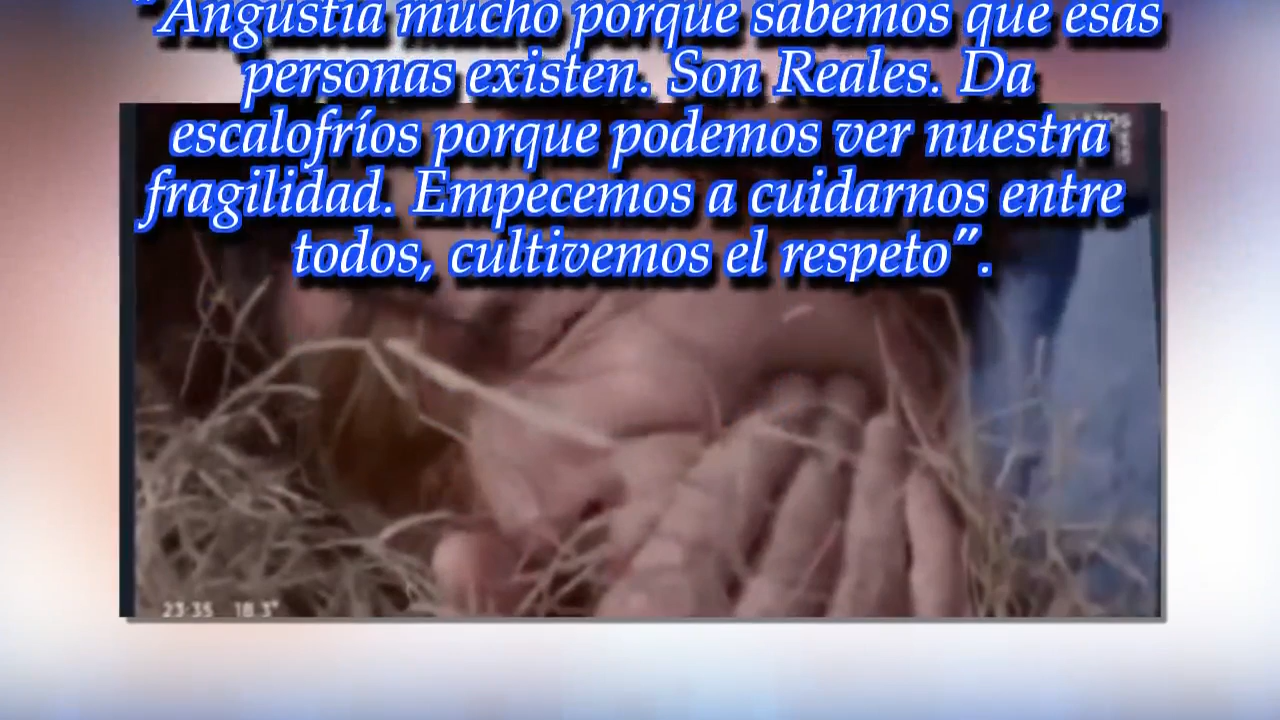 "Angustia mucho porque sabemos que esas
personas existen. Son Reales. Da
escalofríos porque podemos ver nuestra
fragilidad. Empecemos a cuidarnos entre
todos, cultivemos el respeto”.
23:35 18.3°